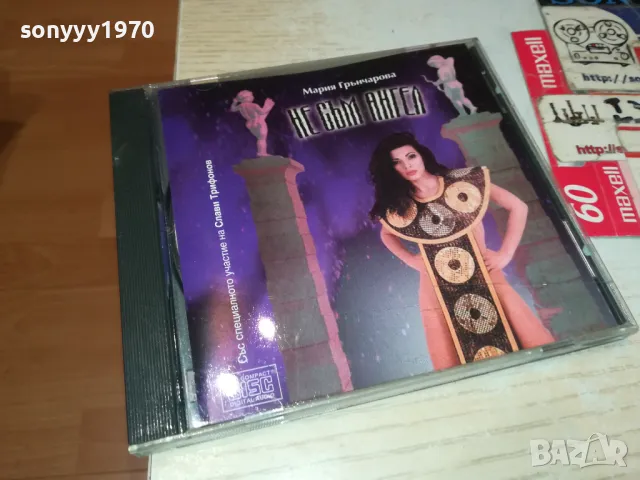 sonyyy1970
Мария Грънчарова
НЕ СЪМ АНГЕЛ
Със специалното участие на Слави Трифонов
COMPACT
DISC
DIGITAL AUDIO
maxell
http://s
maxell
60
BAZAR
bg